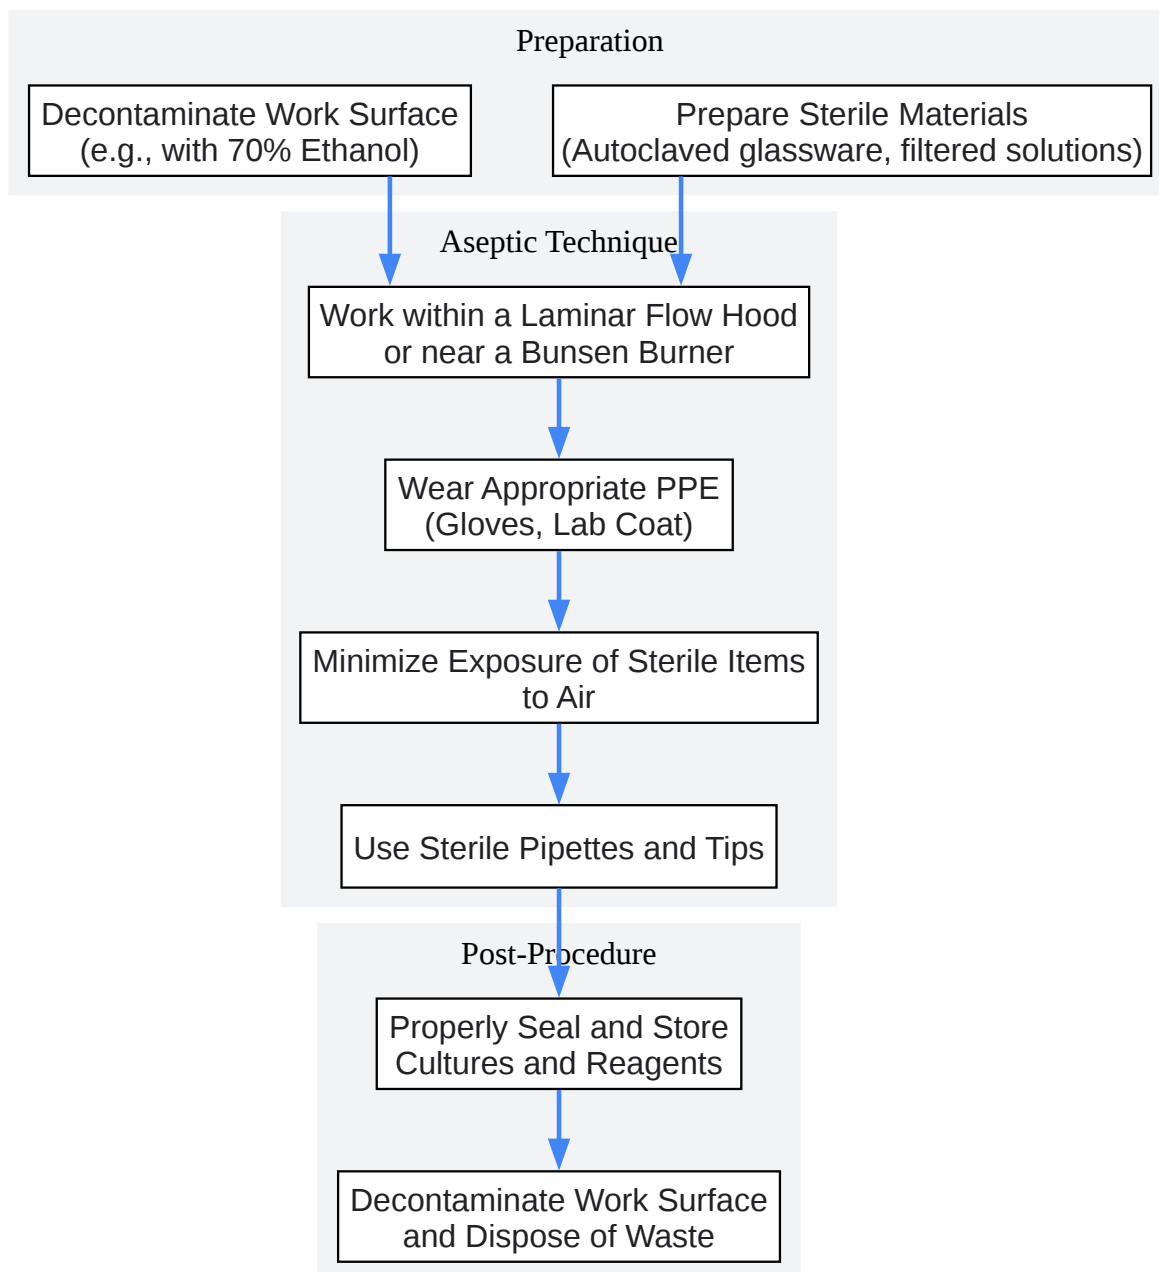 Preparation
Decontaminate Work Surface
(e.g., with 70% Ethanol)
Prepare Sterile Materials
(Autoclaved glassware, filtered solutions)
Aseptic Technique
Work within a Laminar Flow Hood
or near a Bunsen Burner
Wear Appropriate PPE
(Gloves, Lab Coat)
Minimize Exposure of Sterile Items
to Air
Use Sterile Pipettes and Tips
Post-Procedure
Properly Seal and Store
Cultures and Reagents
Decontaminate Work Surface
and Dispose of Waste